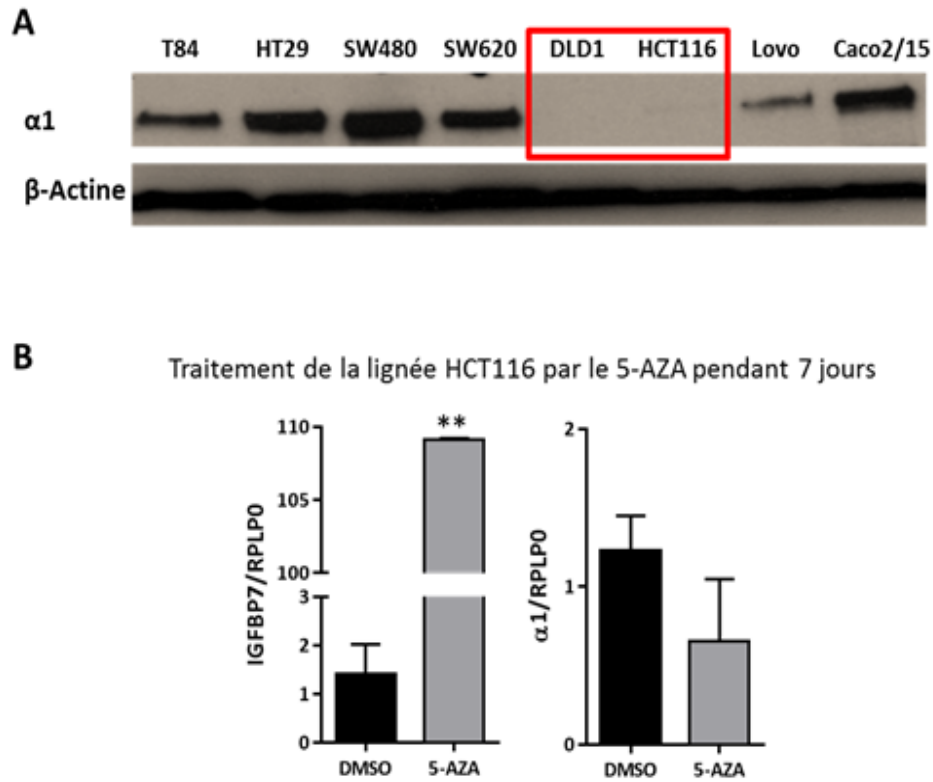 A
T84 HT29 SW480 SW620 DLD1 HCT116 Lovo Caco2/15
α1
β-Actine
B
Traitement de la lignée HCT116 par le 5-AZA pendant 7 jours
IGFBP7/RPLP0
110
105
100
3
2
1
0
**
DMSO 5-AZA
α1/RPLP0
2
1
0
DMSO 5-AZA